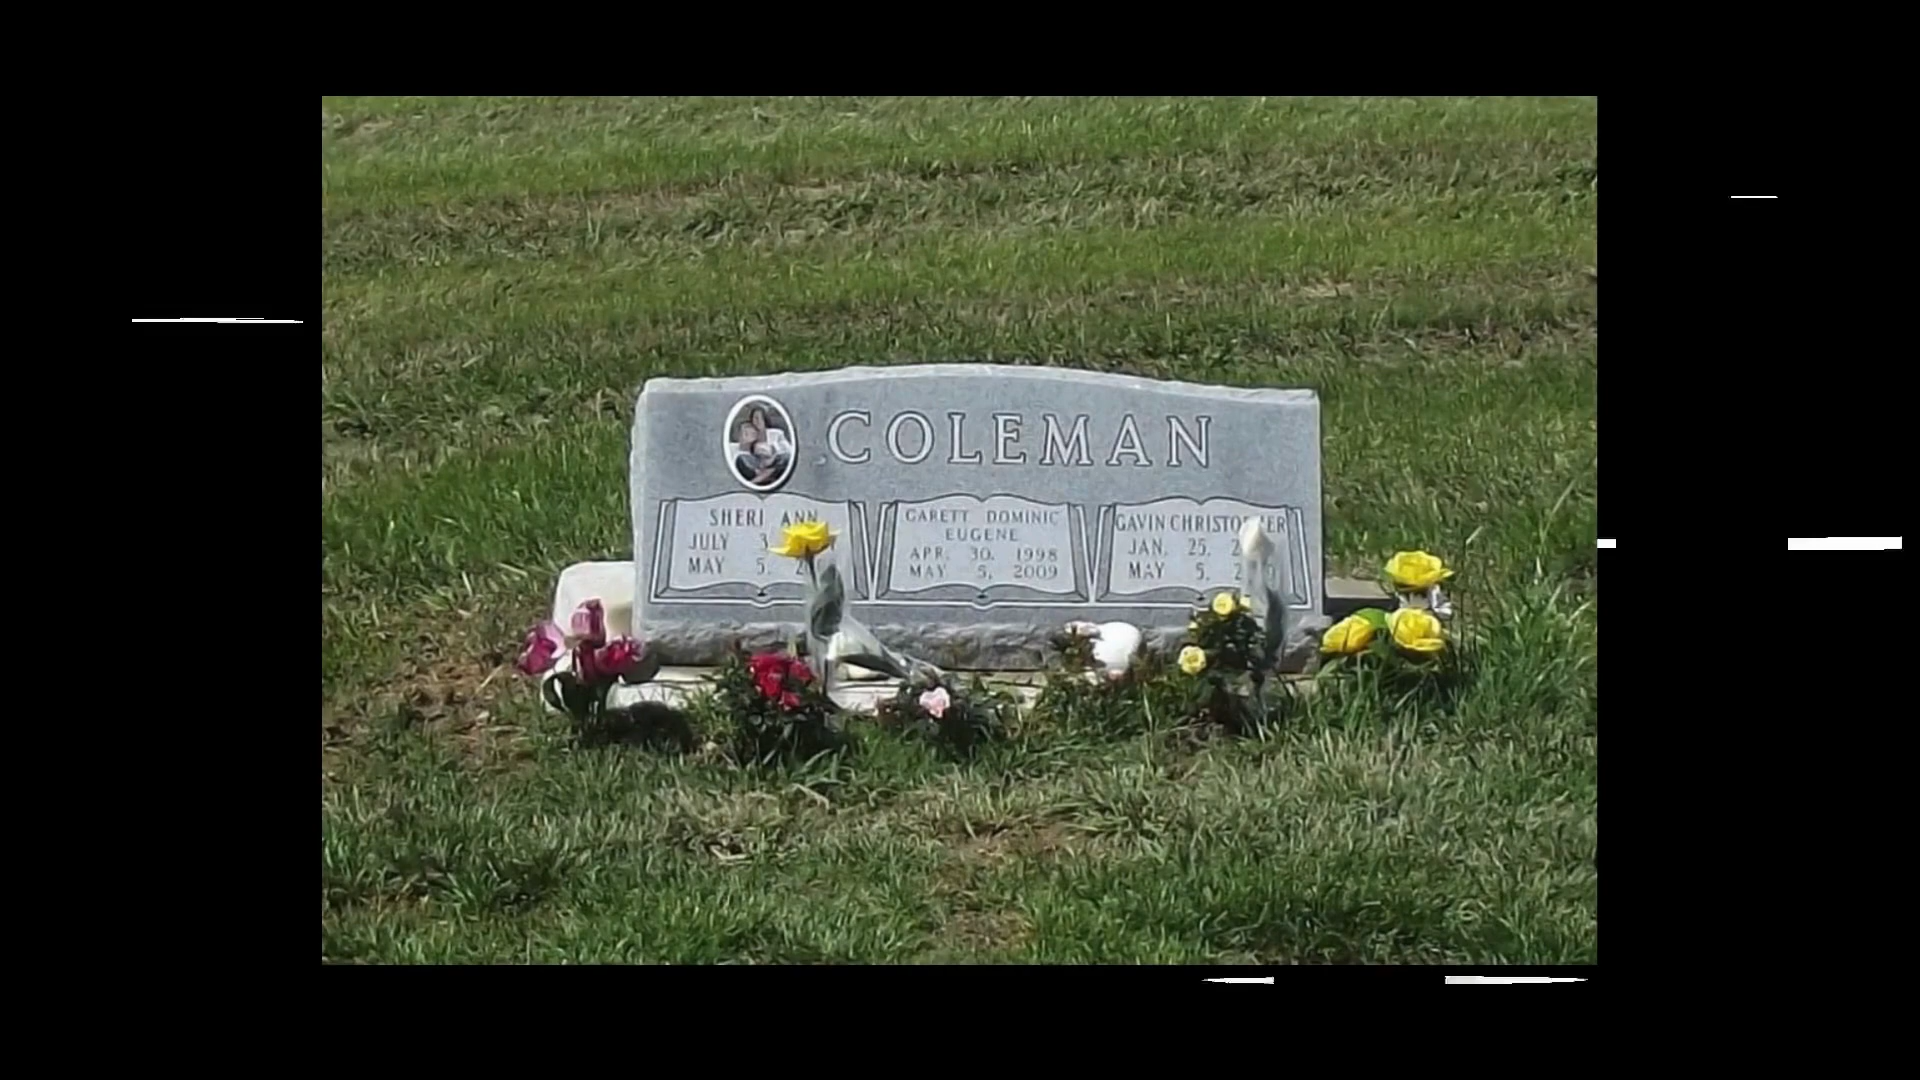 COLEMAN
SHERI ANN
JULY
MAY 5,
GARETT DOMINIC
EUGENE
APR. 30, 1998
MAY 5, 2009
GAVIN
JAN. 25,
MAY 5,